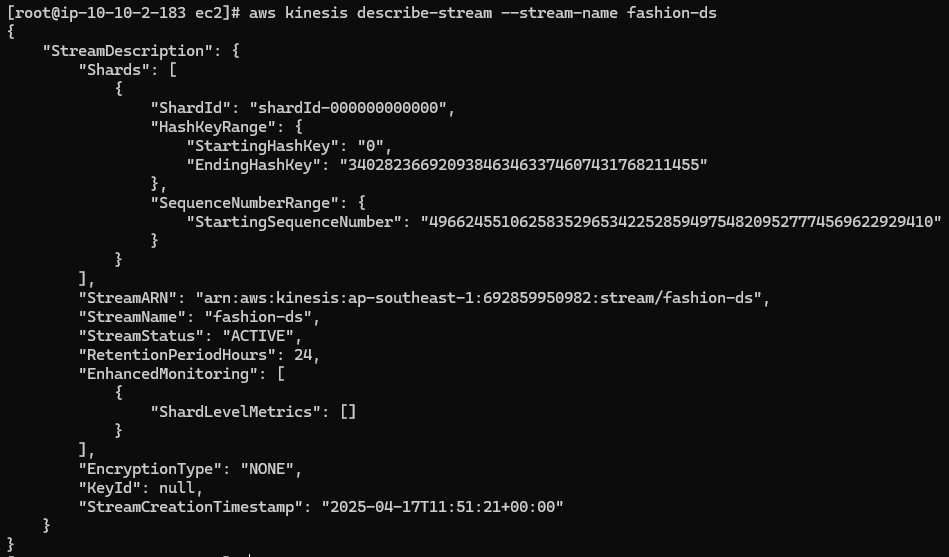 [root@ip-10-10-2-183 ec2]# aws kinesis describe-stream --stream-name fashion-ds
{
    "StreamDescription": {
        "Shards": [
            {
                "ShardId": "shardId-000000000000",
                "HashKeyRange": {
                    "StartingHashKey": "0",
                    "EndingHashKey": "340282366920938463463374607431768211455"
                },
                "SequenceNumberRange": {
                    "StartingSequenceNumber": "49662455106258352965342252859497548209527774569622929410"
                }
            }
        ],
        "StreamARN": "arn:aws:kinesis:ap-southeast-1:692859950982:stream/fashion-ds",
        "StreamName": "fashion-ds",
        "StreamStatus": "ACTIVE",
        "RetentionPeriodHours": 24,
        "EnhancedMonitoring": [
            {
                "ShardLevelMetrics": []
            }
        ],
        "EncryptionType": "NONE",
        "KeyId": null,
        "StreamCreationTimestamp": "2025-04-17T11:51:21+00:00"
    }
}